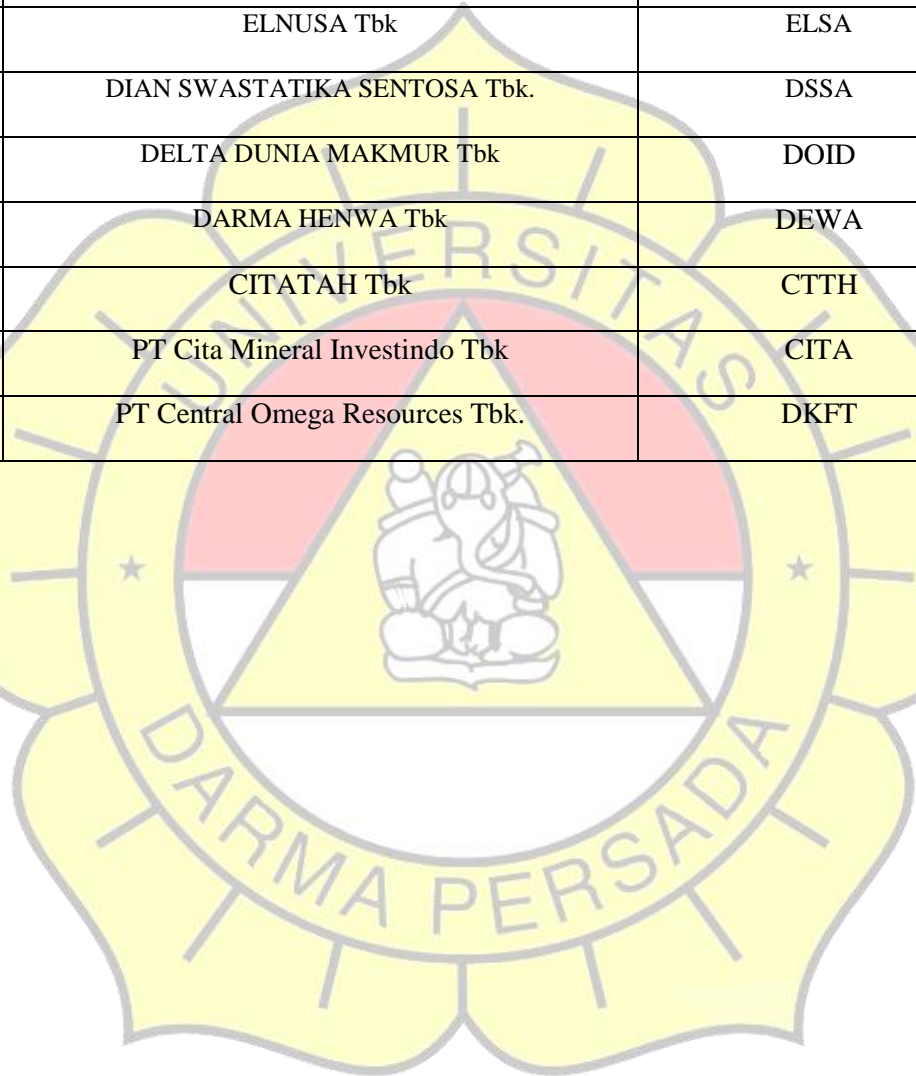 ELNUSA Tbk ELSA
DIAN SWASTATIKA SENTOSA Tbk. DSSA
DELTA DUNIA MAKMUR Tbk DOID
DARMA HENWA Tbk DEWA
CITATAH Tbk CTTH
PT Cita Mineral Investindo Tbk CITA
PT Central Omega Resources Tbk. DKFT
UNIVERSITAS
DARMA PERSADA